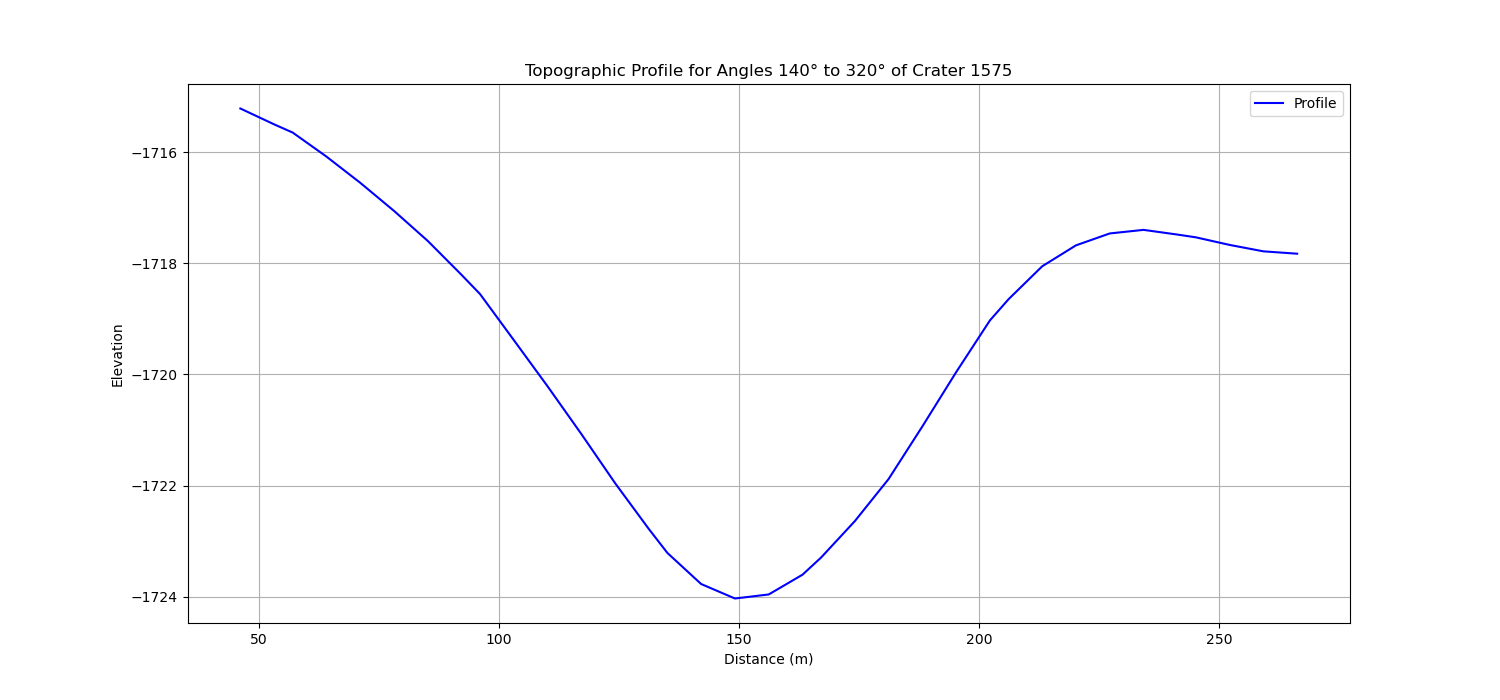 Topographic Profile for Angles 140° to 320° of Crater 1575
Profile
−1716
−1718
−1720
−1722
−1724
Elevation
50 100 150 200 250
Distance (m)